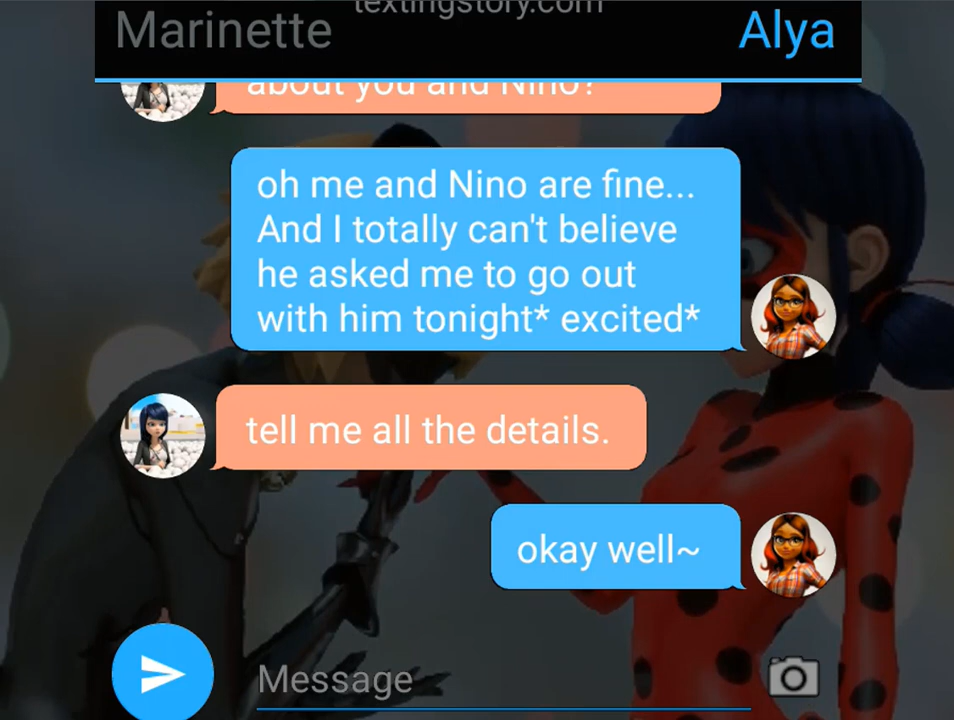 textingstory.com
Marinette
Alya
about you and Nino?
oh me and Nino are fine...
And I totally can't believe
he asked me to go out
with him tonight* excited*
tell me all the details.
okay well~
Message